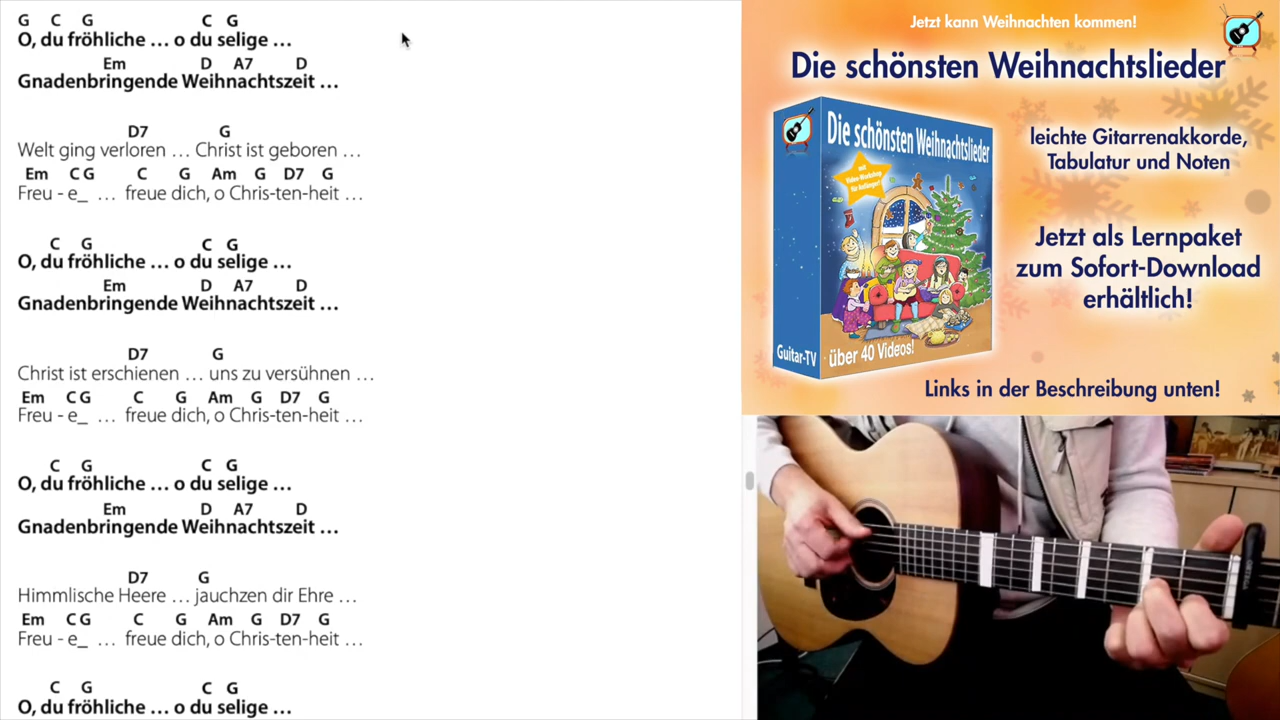 G C G C G
O, du fröhliche … o du selige …
Em D A7 D
Gnadenbringende Weihnachtszeit …
D7 G
Welt ging verloren … Christ ist geboren …
Em C G C G Am G D7 G
Freu - e_ … freue dich, o Chris-ten-heit …
C G C G
O, du fröhliche … o du selige …
Em D A7 D
Gnadenbringende Weihnachtszeit …
D7 G
Christ ist erschienen … uns zu versühnen …
Em C G C G Am G D7 G
Freu - e_ … freue dich, o Chris-ten-heit …
C G C G
O, du fröhliche … o du selige …
Em D A7 D
Gnadenbringende Weihnachtszeit …
D7 G
Himmlische Heere … jauchzen dir Ehre …
Em C G C G Am G D7 G
Freu - e_ … freue dich, o Chris-ten-heit …
C G C G
O, du fröhliche … o du selige …
Jetzt kann Weihnachten kommen!
Die schönsten Weihnachtslieder
Die schönsten Weihnachtslieder
mit
Video-Workshop
für Anfänger!
Guitar-TV
über 40 Videos!
leichte Gitarrenakkorde,
Tabulatur und Noten
Jetzt als Lernpaket
zum Sofort-Download
erhältlich!
Links in der Beschreibung unten!